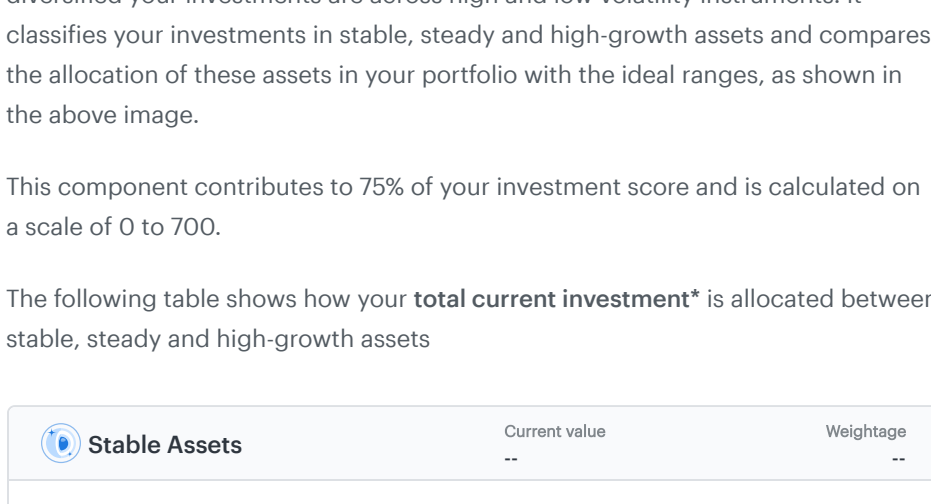 diversified your investments are across high and low volatility instruments. It
classifies your investments in stable, steady and high-growth assets and compares
the allocation of these assets in your portfolio with the ideal ranges, as shown in
the above image.
This component contributes to 75% of your investment score and is calculated on
a scale of 0 to 700.
The following table shows how your total current investment* is allocated between
stable, steady and high-growth assets
Stable Assets
Current value
--
Weightage
--